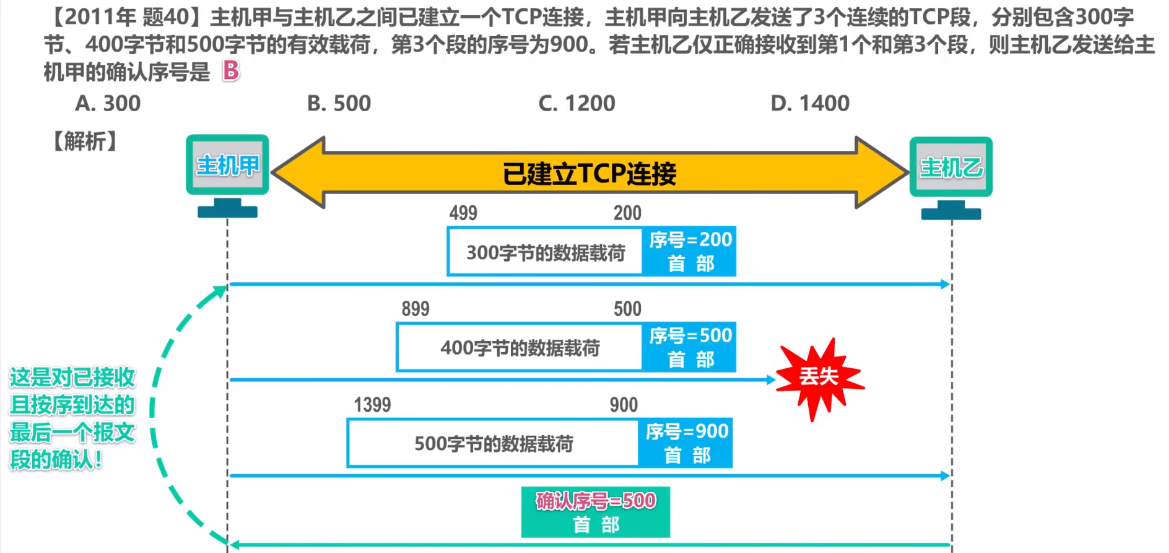 【2011年 题40】主机甲与主机乙之间已建立一个TCP连接，主机甲向主机乙发送了3个连续的TCP段，分别包含300字
节、400字节和500字节的有效载荷，第3个段的序号为900。若主机乙仅正确接收到第1个和第3个段，则主机乙发送给主
机甲的确认序号是 B
A. 300 B. 500 C. 1200 D. 1400
【解析】
主机甲 已建立TCP连接 主机乙
499 200
300字节的数据载荷 序号=200
首 部
899 500
400字节的数据载荷 序号=500
首 部
丢失
1399 900
500字节的数据载荷 序号=900
首 部
这是对已接收
且按序到达的
最后一个报文
段的确认！
确认序号=500
首 部